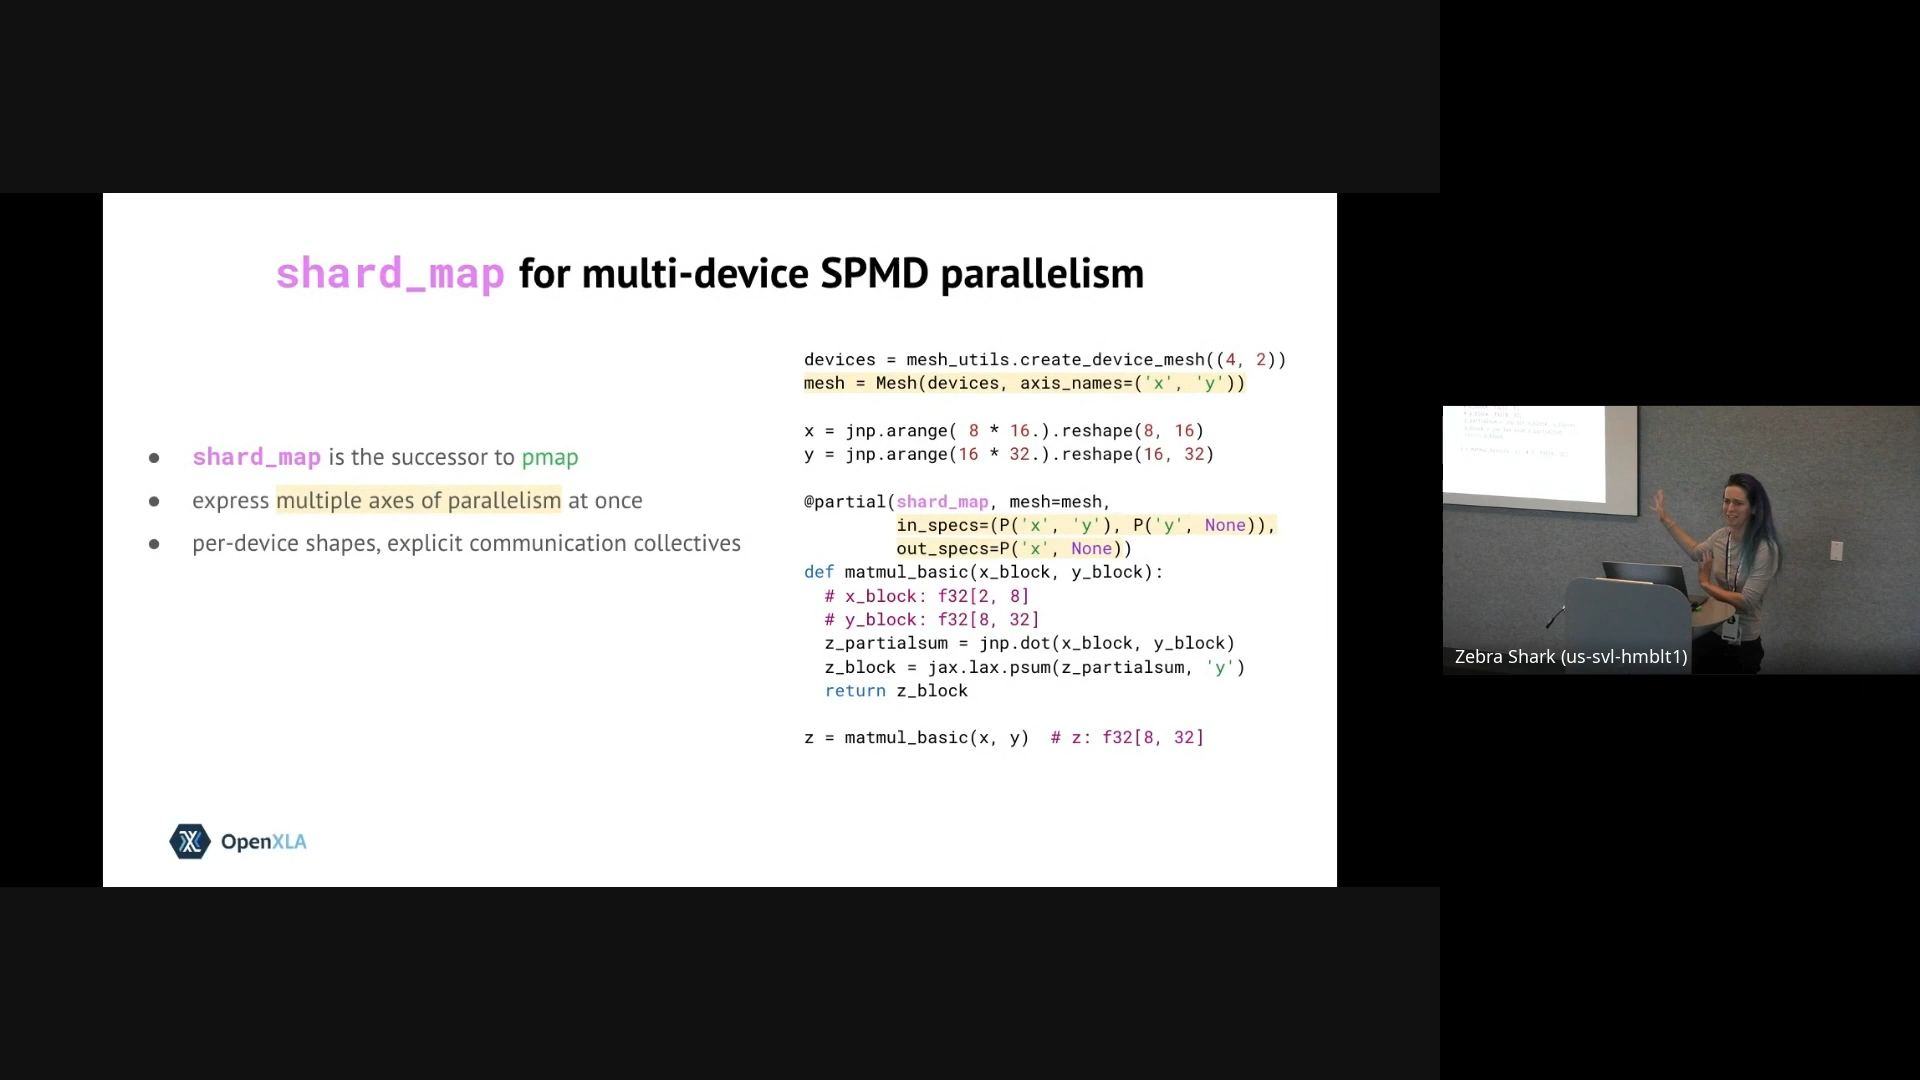 shard_map for multi-device SPMD parallelism
● shard_map is the successor to pmap
● express multiple axes of parallelism at once
● per-device shapes, explicit communication collectives
devices = mesh_utils.create_device_mesh((4, 2))
mesh = Mesh(devices, axis_names=('x', 'y'))
x = jnp.arange( 8 * 16.).reshape(8, 16)
y = jnp.arange(16 * 32.).reshape(16, 32)
@partial(shard_map, mesh=mesh,
in_specs=(P('x', 'y'), P('y', None)),
out_specs=P('x', None))
def matmul_basic(x_block, y_block):
# x_block: f32[2, 8]
# y_block: f32[8, 32]
z_partialsum = jnp.dot(x_block, y_block)
z_block = jax.lax.psum(z_partialsum, 'y')
return z_block
z = matmul_basic(x, y)  # z: f32[8, 32]
OpenXLA
Zebra Shark (us-svl-hmblt1)